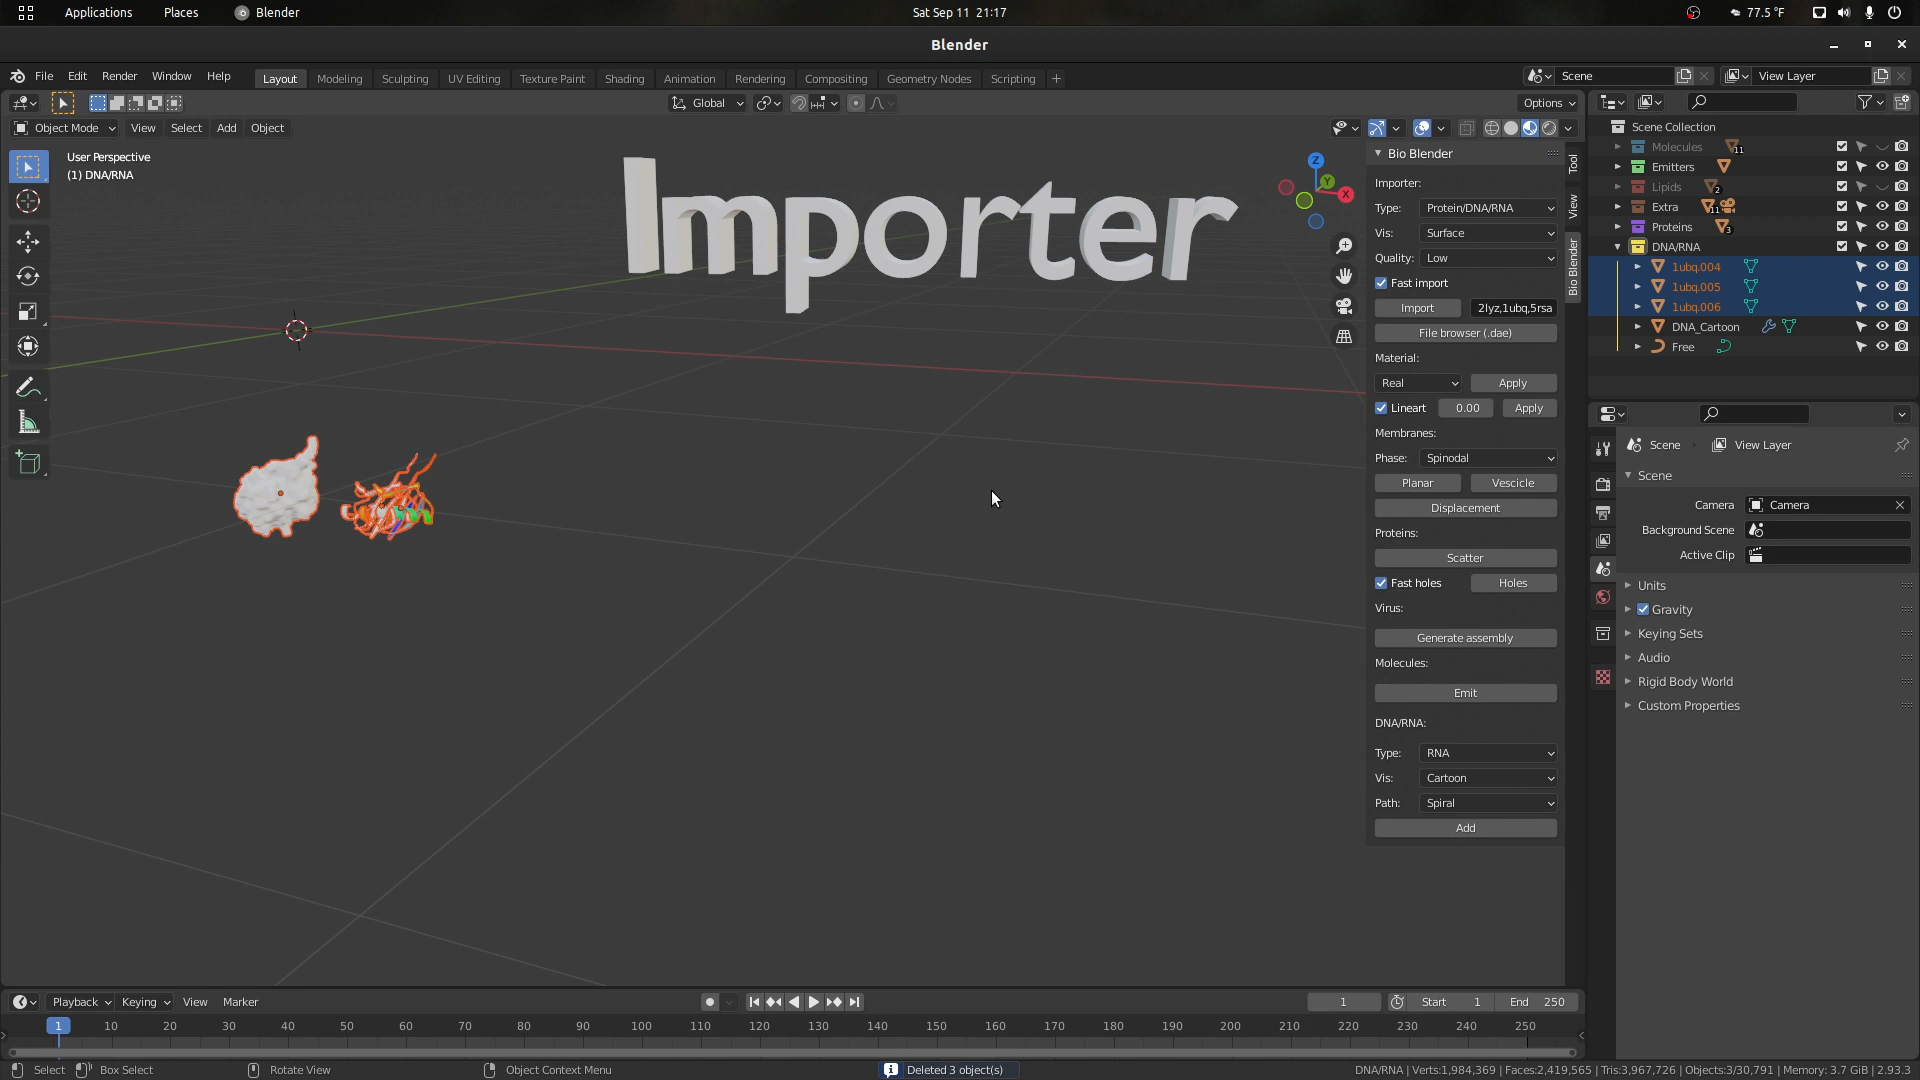 Applications Places Blender Sat Sep 11 21:17 77.5 °F
Blender
File Edit Render Window Help Layout Modeling Sculpting UV Editing Texture Paint Shading Animation Rendering Compositing Geometry Nodes Scripting + Scene View Layer
Global Options
Object Mode View Select Add Object
User Perspective
(1) DNA/RNA
Importer
Z
Y
X
Bio Blender
Importer:
Type: Protein/DNA/RNA
Vis: Surface
Quality: Low
Fast import
Import 2lyz,1ubq,5rsa
File browser (.dae)
Material:
Real Apply
Lineart 0.00 Apply
Membranes:
Phase: Spinodal
Planar Vescicle
Displacement
Proteins:
Scatter
Fast holes Holes
Virus:
Generate assembly
Molecules:
Emit
DNA/RNA:
Type: RNA
Vis: Cartoon
Path: Spiral
Add
Tool
View
Bio Blender
Scene Collection
Molecules 11
Emitters
Lipids 2
Extra 11
Proteins 3
DNA/RNA
1ubq.004
1ubq.005
1ubq.006
DNA_Cartoon
Free
Scene View Layer
Scene
Camera Camera
Background Scene
Active Clip
Units
Gravity
Keying Sets
Audio
Rigid Body World
Custom Properties
Playback Keying View Marker 1 Start 1 End 250
1 10 20 30 40 50 60 70 80 90 100 110 120 130 140 150 160 170 180 190 200 210 220 230 240 250
Select Box Select Rotate View Object Context Menu Deleted 3 object(s) DNA/RNA | Verts:1,984,369 | Faces:2,419,565 | Tris:3,967,726 | Objects:3/30,791 | Memory: 3.7 GiB | 2.93.3